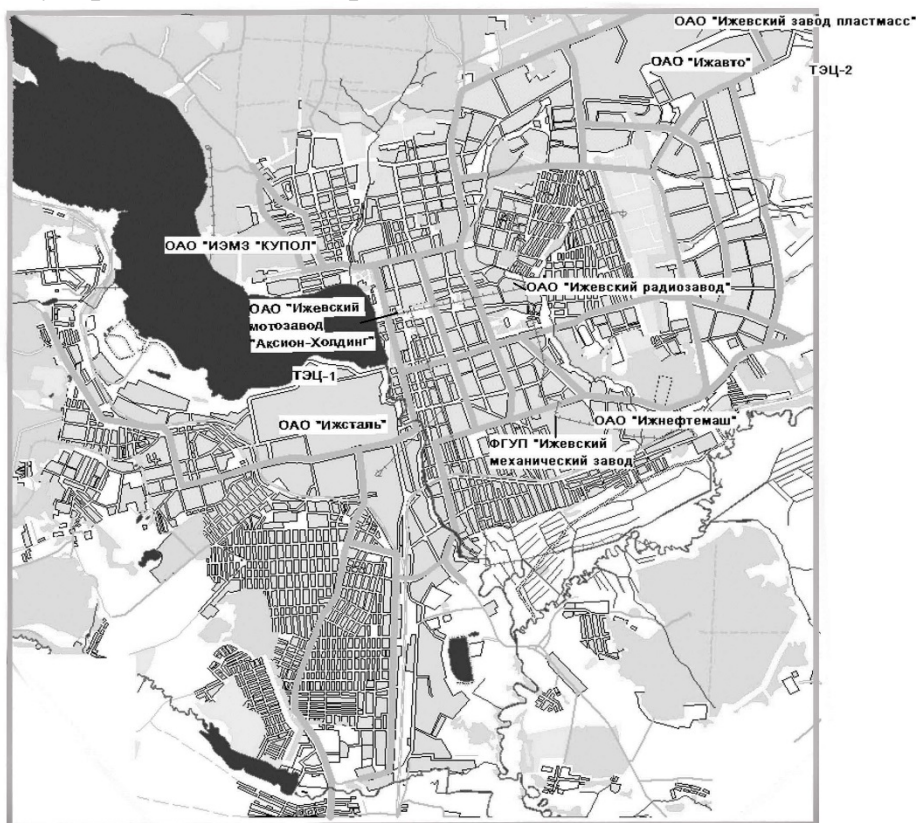 ОАО "Ижевский завод пластмасс"
ОАО "Ижавто"
ТЭЦ-2
ОАО "ИЭМЗ "КУПОЛ"
ОАО "Ижевский радиозавод"
ОАО "Ижевский
мотозавод
"Аксион-Холдинг"
ТЭЦ-1
ОАО "Ижсталь"
ОАО "Ижнефтемаш"
ФГУП "Ижевский
механический завод